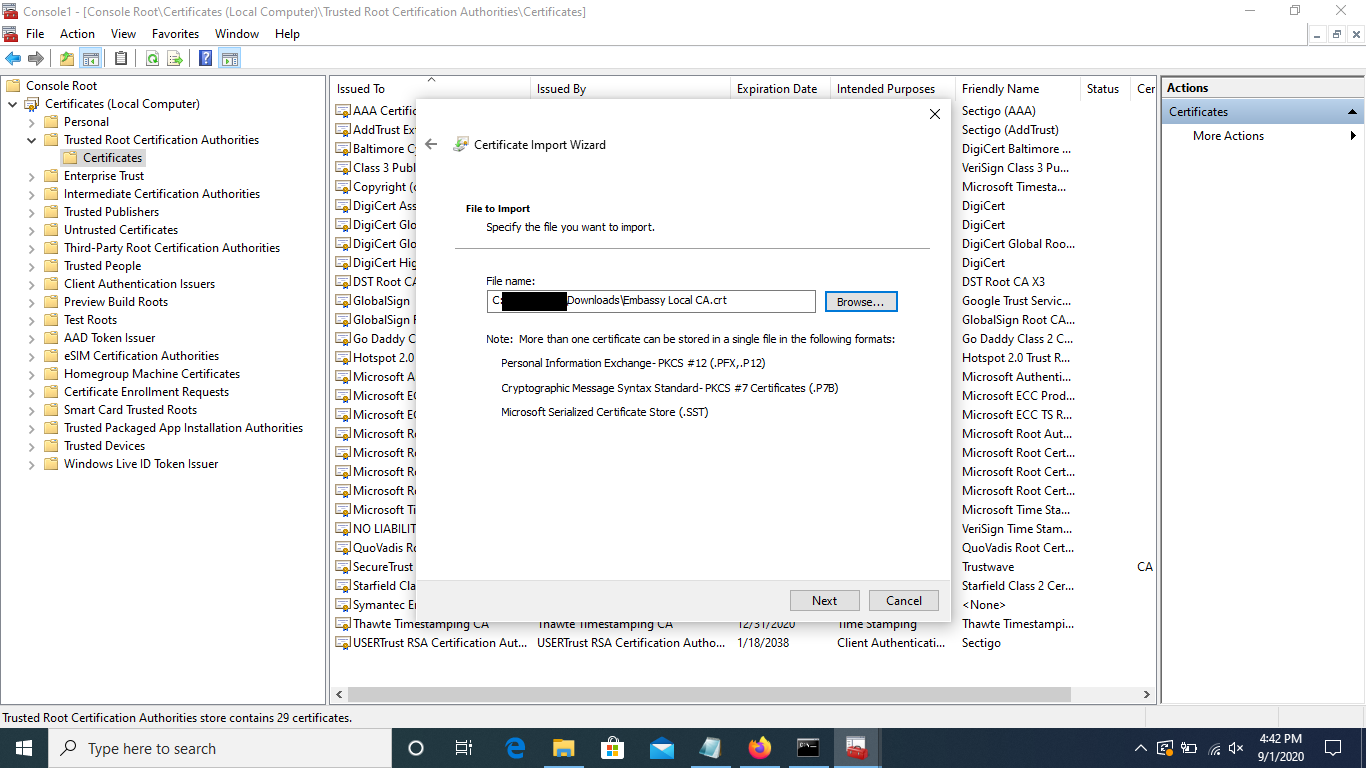 Console1 - [Console Root\Certificates (Local Computer)\Trusted Root Certification Authorities\Certificates]
File Action View Favorites Window Help
Console Root
Certificates (Local Computer)
Personal
Trusted Root Certification Authorities
Certificates
Enterprise Trust
Intermediate Certification Authorities
Trusted Publishers
Untrusted Certificates
Third-Party Root Certification Authorities
Trusted People
Client Authentication Issuers
Preview Build Roots
Test Roots
AAD Token Issuer
eSIM Certification Authorities
Homegroup Machine Certificates
Certificate Enrollment Requests
Smart Card Trusted Roots
Trusted Packaged App Installation Authorities
Trusted Devices
Windows Live ID Token Issuer
Issued To Issued By Expiration Date Intended Purposes Friendly Name Status Cer
AAA Certific Sectigo (AAA)
AddTrust Ex Sectigo (AddTrust)
Baltimore C DigiCert Baltimore ...
Class 3 Publ VeriSign Class 3 Pu...
Copyright (c Microsoft Timesta...
DigiCert Ass DigiCert
DigiCert Glo DigiCert
DigiCert Glo DigiCert Global Roo...
DigiCert Hig DigiCert
DST Root CA DST Root CA X3
GlobalSign Google Trust Servic...
GlobalSign R GlobalSign Root CA...
Go Daddy C Go Daddy Class 2 C...
Hotspot 2.0 Hotspot 2.0 Trust R...
Microsoft A Microsoft Authenti...
Microsoft EC Microsoft ECC Prod...
Microsoft EC Microsoft ECC TS R...
Microsoft Ro Microsoft Root Aut...
Microsoft Ro Microsoft Root Cert...
Microsoft Ro Microsoft Root Cert...
Microsoft Ro Microsoft Root Cert...
Microsoft Ti Microsoft Time Sta...
NO LIABILIT VeriSign Time Stam...
QuoVadis Ro QuoVadis Root Cert...
SecureTrust Trustwave CA
Starfield Cla Starfield Class 2 Cer...
Symantec En <None>
Thawte Timestamping CA Thawte Timestamping CA 12/31/2020 Time Stamping Thawte Timestampi...
USERTrust RSA Certification Aut... USERTrust RSA Certification Autho... 1/18/2038 Client Authenticati... Sectigo
Certificate Import Wizard
File to Import
Specify the file you want to import.
File name:
C: Downloads\Embassy Local CA.crt
Browse...
Note: More than one certificate can be stored in a single file in the following formats:
Personal Information Exchange- PKCS #12 (.PFX,.P12)
Cryptographic Message Syntax Standard- PKCS #7 Certificates (.P7B)
Microsoft Serialized Certificate Store (.SST)
Next Cancel
Actions
Certificates
More Actions
Trusted Root Certification Authorities store contains 29 certificates.
Type here to search
4:42 PM
9/1/2020